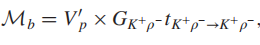 $\mathcal{M}_b = V'_p \times G_{K^+\rho^-} t_{K^+\rho^- \to K^+\rho^-},$